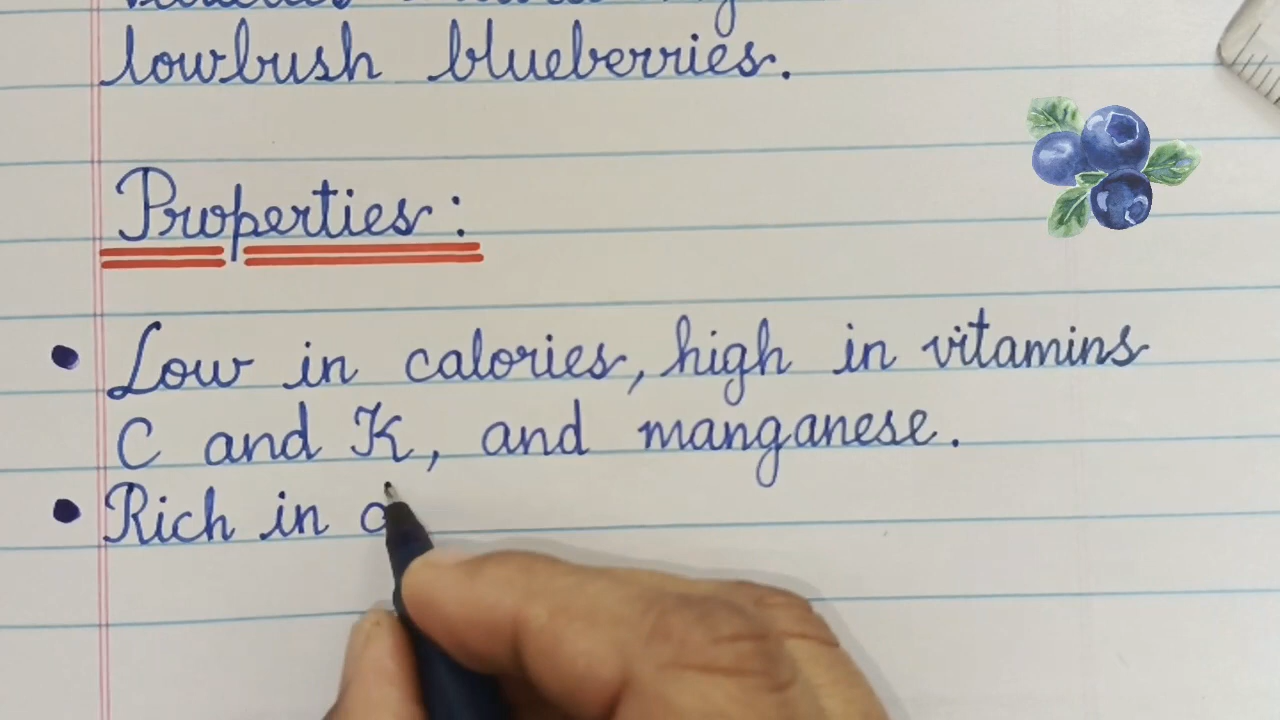 lowbush blueberries.
Properties :
• Low in calories, high in vitamins
C and K, and manganese.
• Rich in